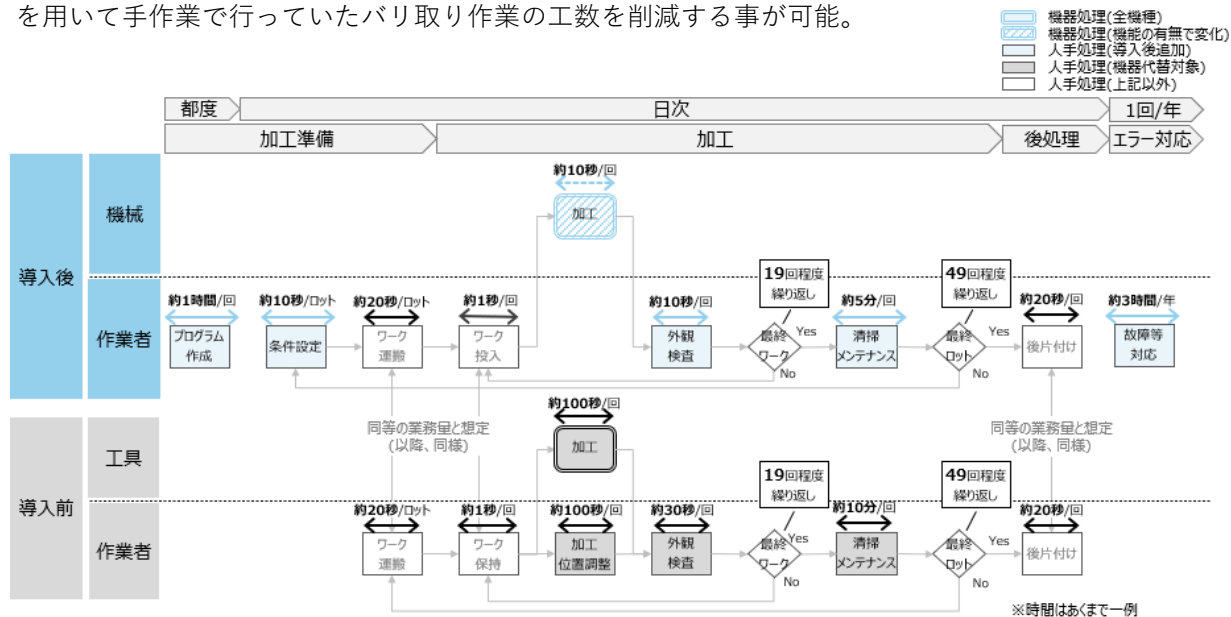 を用いて手作業で行っていたバリ取り作業の工数を削減する事が可能。
機器処理(全機種)
機器処理(機能の有無で変化)
人手処理(導入後追加)
人手処理(機器代替対象)
人手処理(上記以外)
都度
日次
1回/年
加工準備
加工
後処理
エラー対応
導入後
機械
約10秒/回
加工
作業者
約1時間/回
プログラム
作成
約10秒/ロット
条件設定
約20秒/ロット
ワーク
運搬
約1秒/回
ワーク
投入
約10秒/回
外観
検査
19回程度
繰り返し
最終
ワーク
Yes
No
約5分/回
清掃
メンテナンス
49回程度
繰り返し
最終
ロット
Yes
No
約20秒/回
後片付け
約3時間/年
故障等
対応
同等の業務量と想定
(以降、同様)
同等の業務量と想定
(以降、同様)
導入前
工具
約100秒/回
加工
作業者
約20秒/ロット
ワーク
運搬
約1秒/回
ワーク
保持
約100秒/回
加工
位置調整
約30秒/回
外観
検査
19回程度
繰り返し
最終
ワーク
Yes
No
約10分/回
清掃
メンテナンス
49回程度
繰り返し
最終
ロット
Yes
No
約20秒/回
後片付け
※時間はあくまで一例